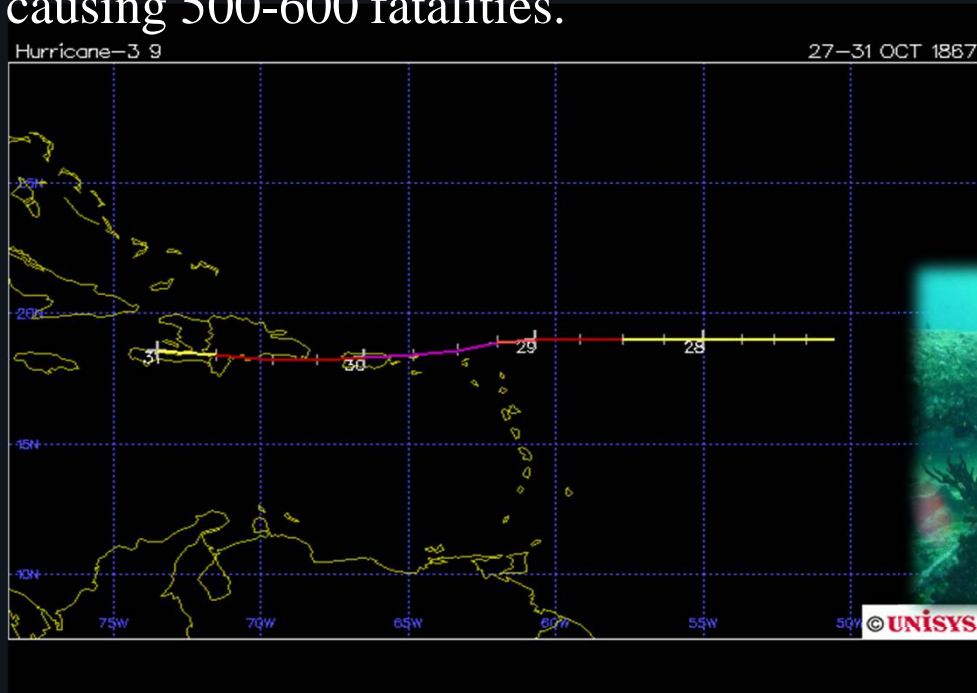 causing 500-600 fatalities.
Hurricane-3 9
27-31 OCT 1867
25N
20N
31
30
29
28
15N
10N
75W
70W
65W
60W
55W
50W
© UNISYS